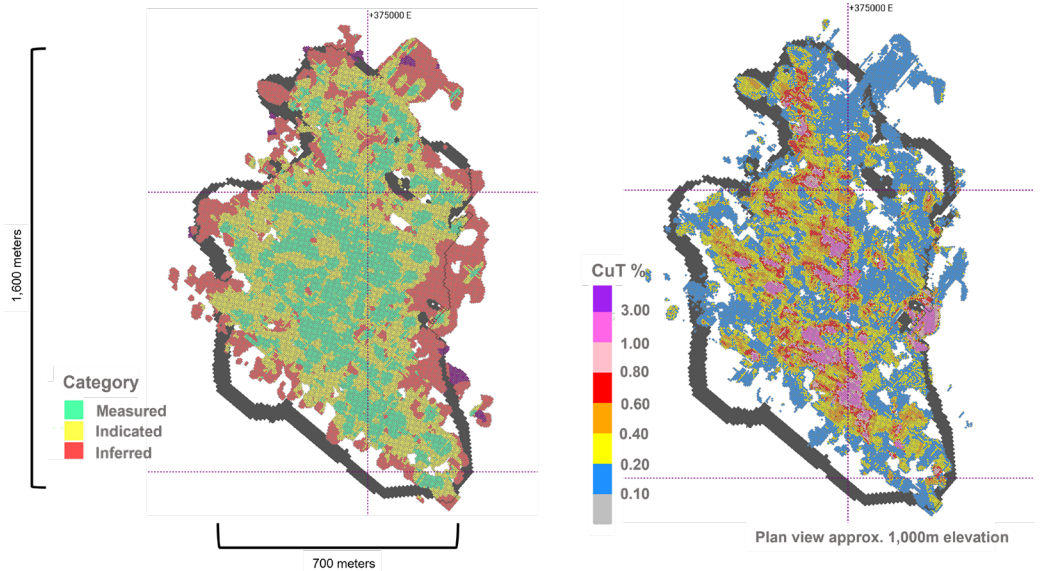 +375000 E
+375000 E
1,600 meters
Category
Measured
Indicated
Inferred
CuT %
3.00
1.00
0.80
0.60
0.40
0.20
0.10
700 meters
Plan view approx. 1,000m elevation